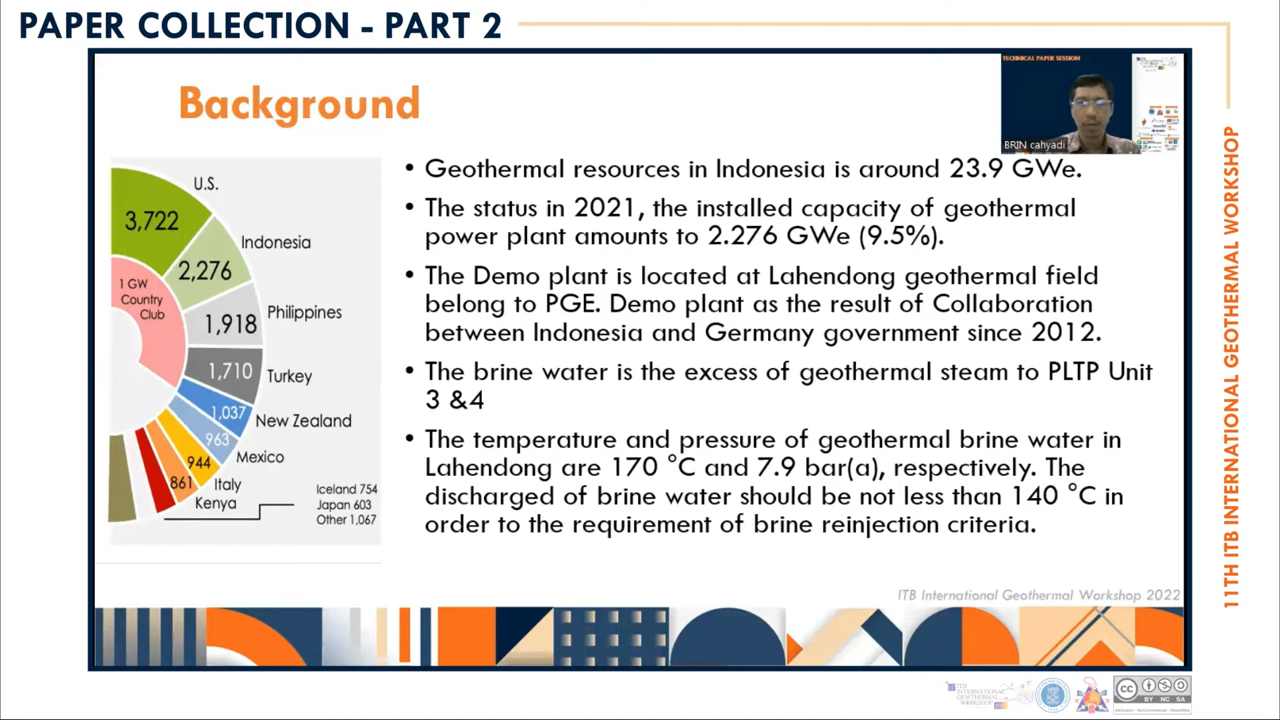 PAPER COLLECTION - PART 2
Background
TECHNICAL PAPER SESSION
BRIN cahyadi
U.S.
3,722
Indonesia
2,276
1 GW
Country
Club
Philippines
1,918
1,710
Turkey
1,037
New Zealand
963
Mexico
944
Italy
861
Kenya
Iceland 754
Japan 603
Other 1,067
• Geothermal resources in Indonesia is around 23.9 GWe.
• The status in 2021, the installed capacity of geothermal
power plant amounts to 2.276 GWe (9.5%).
• The Demo plant is located at Lahendong geothermal field
belong to PGE. Demo plant as the result of Collaboration
between Indonesia and Germany government since 2012.
• The brine water is the excess of geothermal steam to PLTP Unit
3 &4
• The temperature and pressure of geothermal brine water in
Lahendong are 170 °C and 7.9 bar(a), respectively. The
discharged of brine water should be not less than 140 °C in
order to the requirement of brine reinjection criteria.
ITB International Geothermal Workshop 2022
11TH ITB INTERNATIONAL GEOTHERMAL WORKSHOP
ITB
INTERNATIONAL
GEOTHERMAL
WORKSHOP
CC
BY NC SA